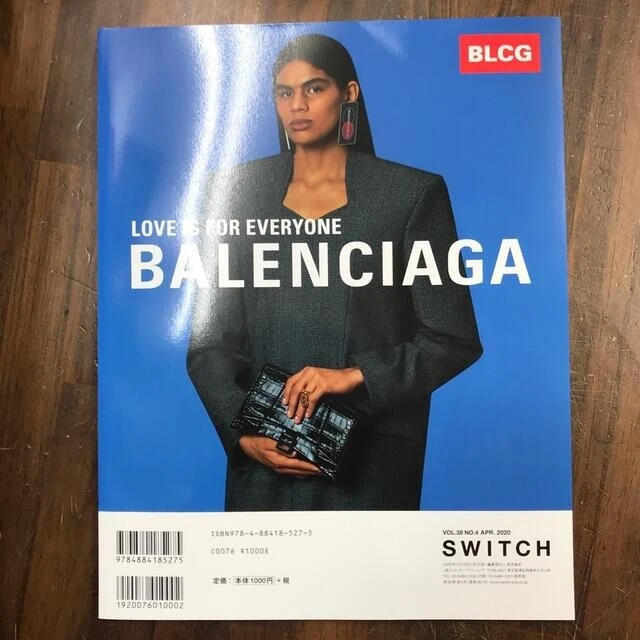 BLCG
LOVE IS FOR EVERYONE
BALENCIAGA
ISBN978-4-88418-527-5
C0076 ¥1000E
9784884185275
定価: 本体1000円 +税
1920076010002
VOL.38 NO.4 APR. 2020
SWITCH